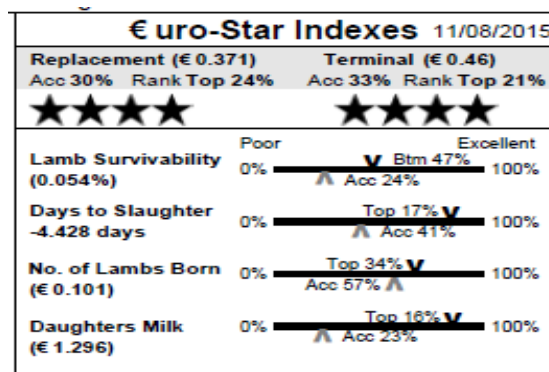 € uro-Star Indexes 11/08/2015
Replacement (€ 0.371) Terminal (€ 0.46)
Acc 30% Rank Top 24% Acc 33% Rank Top 21%
Poor Excellent
Lamb Survivability 0% Btm 47% 100%
(0.054%) Acc 24%
Days to Slaughter 0% Top 17% 100%
-4.428 days Acc 41%
No. of Lambs Born 0% Top 34% 100%
(€ 0.101) Acc 57%
Daughters Milk 0% Top 16% 100%
(€ 1.296) Acc 23%